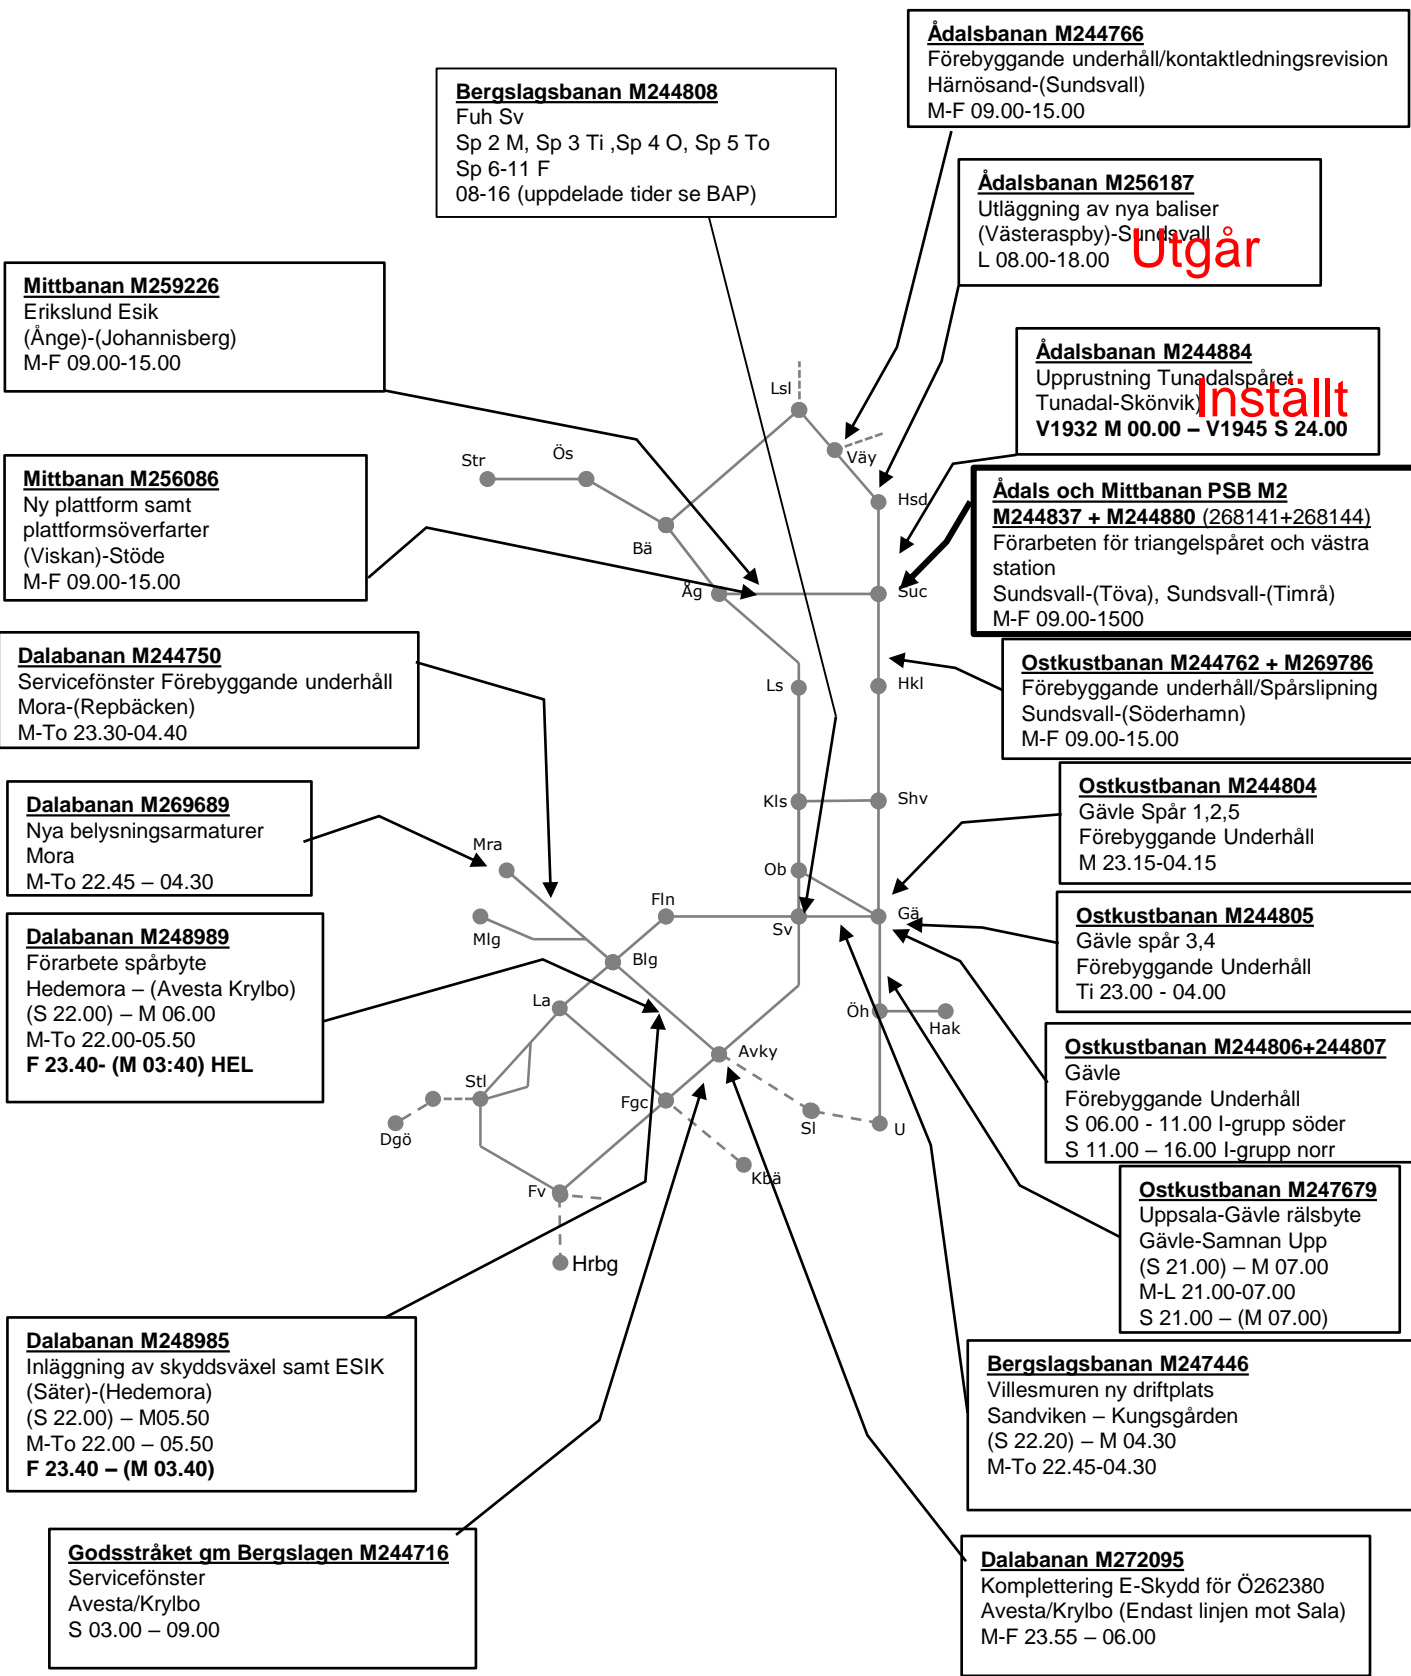 Ådalsbanan M244766
Förebyggande underhåll/kontaktledningsrevision
Härnösand-(Sundsvall)
M-F 09.00-15.00
Bergslagsbanan M244808
Fuh Sv
Sp 2 M, Sp 3 Ti ,Sp 4 O, Sp 5 To
Sp 6-11 F
08-16 (uppdelade tider se BAP)
Ådalsbanan M256187
Utläggning av nya baliser
(Västeraspby)-Sundsvall
L 08.00-18.00
Utgår
Mittbanan M259226
Erikslund Esik
(Ånge)-(Johannisberg)
M-F 09.00-15.00
Ådalsbanan M244884
Upprustning Tunadalspåret
Tunadal-Skönvik)
V1932 M 00.00 – V1945 S 24.00
Inställt
Mittbanan M256086
Ny plattform samt
plattformsöverfarter
(Viskan)-Stöde
M-F 09.00-15.00
Ådals och Mittbanan PSB M2
M244837 + M244880 (268141+268144)
Förarbeten för triangelspåret och västra
station
Sundsvall-(Töva), Sundsvall-(Timrå)
M-F 09.00-1500
Dalabanan M244750
Servicefönster Förebyggande underhåll
Mora-(Repbäcken)
M-To 23.30-04.40
Ostkustbanan M244762 + M269786
Förebyggande underhåll/Spårslipning
Sundsvall-(Söderhamn)
M-F 09.00-15.00
Dalabanan M269689
Nya belysningsarmaturer
Mora
M-To 22.45 – 04.30
Ostkustbanan M244804
Gävle Spår 1,2,5
Förebyggande Underhåll
M 23.15-04.15
Dalabanan M248989
Förarbete spårbyte
Hedemora – (Avesta Krylbo)
(S 22.00) – M 06.00
M-To 22.00-05.50
F 23.40- (M 03:40) HEL
Ostkustbanan M244805
Gävle spår 3,4
Förebyggande Underhåll
Ti 23.00 - 04.00
Ostkustbanan M244806+244807
Gävle
Förebyggande Underhåll
S 06.00 - 11.00 I-grupp söder
S 11.00 – 16.00 I-grupp norr
Ostkustbanan M247679
Uppsala-Gävle rälsbyte
Gävle-Samnan Upp
(S 21.00) – M 07.00
M-L 21.00-07.00
S 21.00 – (M 07.00)
Dalabanan M248985
Inläggning av skyddsväxel samt ESIK
(Säter)-(Hedemora)
(S 22.00) – M05.50
M-To 22.00 – 05.50
F 23.40 – (M 03.40)
Bergslagsbanan M247446
Villesmuren ny driftplats
Sandviken – Kungsgården
(S 22.20) – M 04.30
M-To 22.45-04.30
Godsstråket gm Bergslagen M244716
Servicefönster
Avesta/Krylbo
S 03.00 – 09.00
Dalabanan M272095
Komplettering E-Skydd för Ö262380
Avesta/Krylbo (Endast linjen mot Sala)
M-F 23.55 – 06.00
Lsl
Väy
Str
Ös
Hsd
Bä
Åg
Suc
Ls
Hkl
Kls
Shv
Mra
Ob
Fln
Mlg
Sv
Gä
Blg
La
Öh
Hak
Avky
Stl
Fgc
Dgö
Sl
U
Kbä
Fv
Hrbg